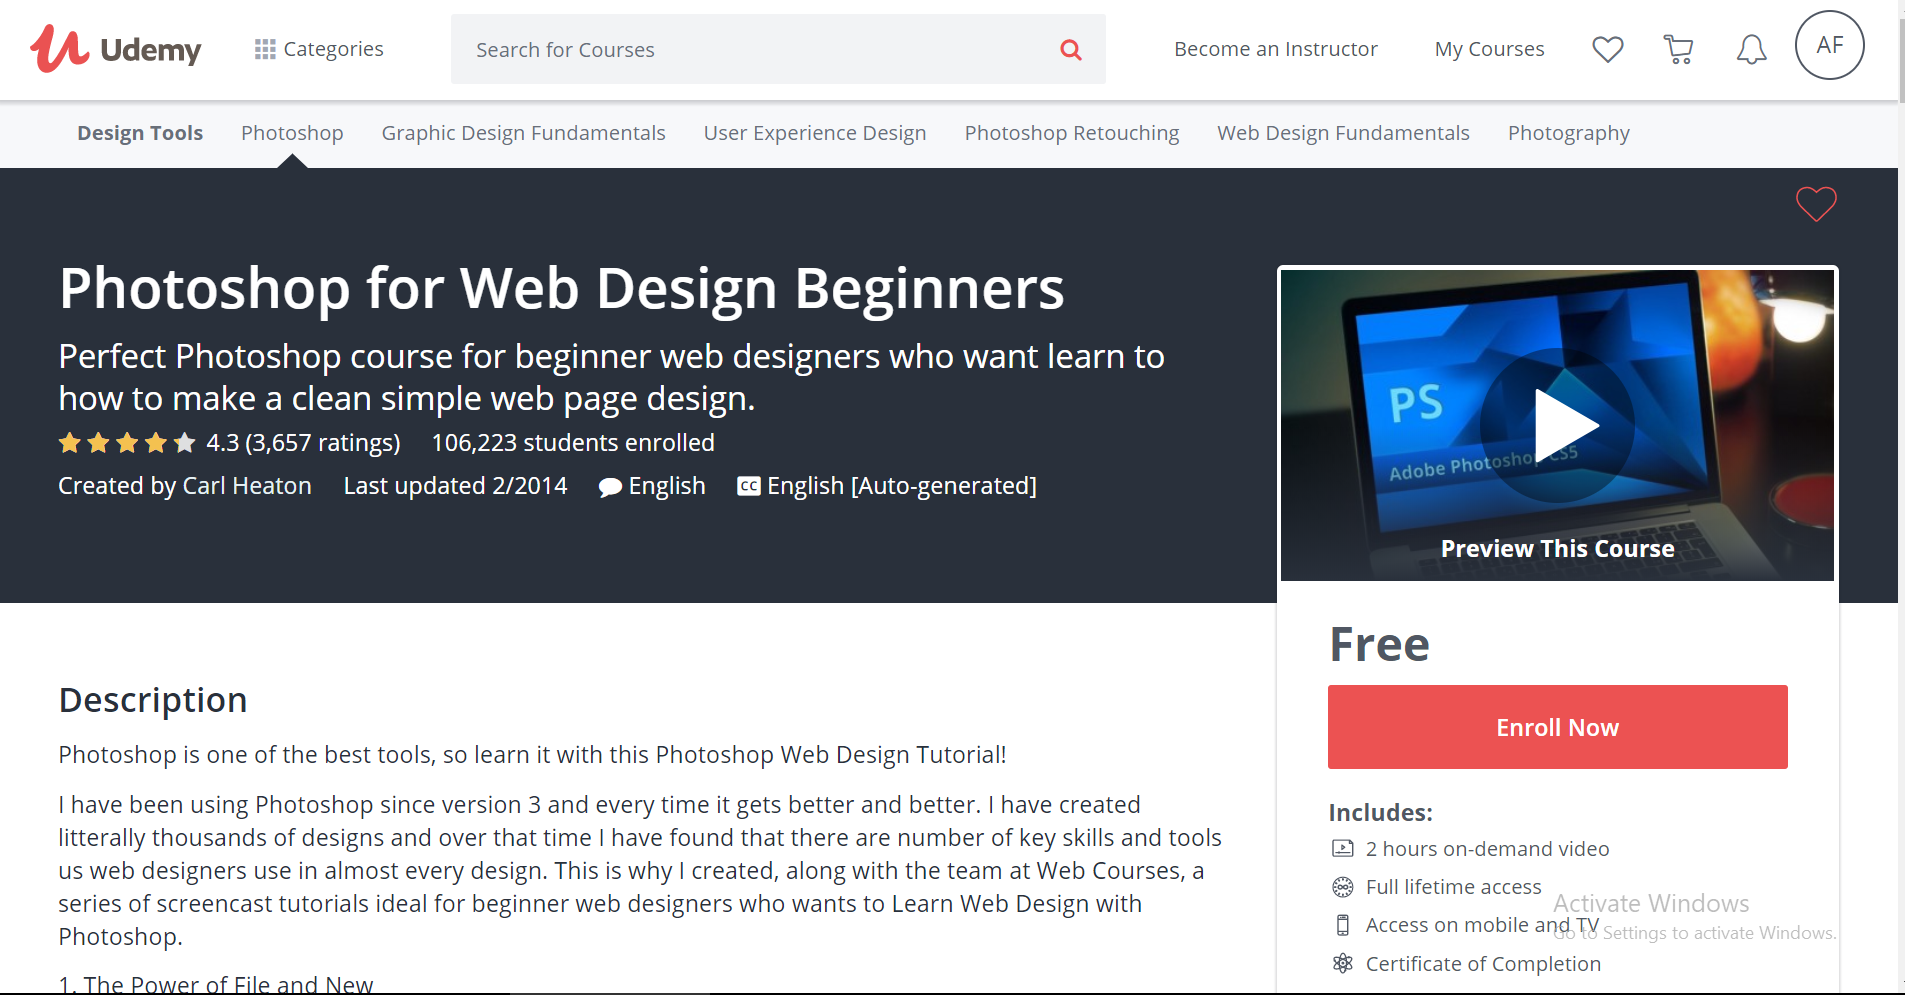 Udemy
Categories
Search for Courses
Become an Instructor
My Courses
AF
Design Tools
Photoshop
Graphic Design Fundamentals
User Experience Design
Photoshop Retouching
Web Design Fundamentals
Photography
Photoshop for Web Design Beginners
Perfect Photoshop course for beginner web designers who want learn to
how to make a clean simple web page design.
4.3 (3,657 ratings)
106,223 students enrolled
Created by Carl Heaton
Last updated 2/2014
English
CC English [Auto-generated]
PS
Adobe Photoshop CS5
Preview This Course
Free
Enroll Now
Includes:
2 hours on-demand video
Full lifetime access
Access on mobile and TV
Certificate of Completion
Activate Windows
Go to Settings to activate Windows.
Description
Photoshop is one of the best tools, so learn it with this Photoshop Web Design Tutorial!
I have been using Photoshop since version 3 and every time it gets better and better. I have created
litterally thousands of designs and over that time I have found that there are number of key skills and tools
us web designers use in almost every design. This is why I created, along with the team at Web Courses, a
series of screencast tutorials ideal for beginner web designers who wants to Learn Web Design with
Photoshop.
1. The Power of File and New